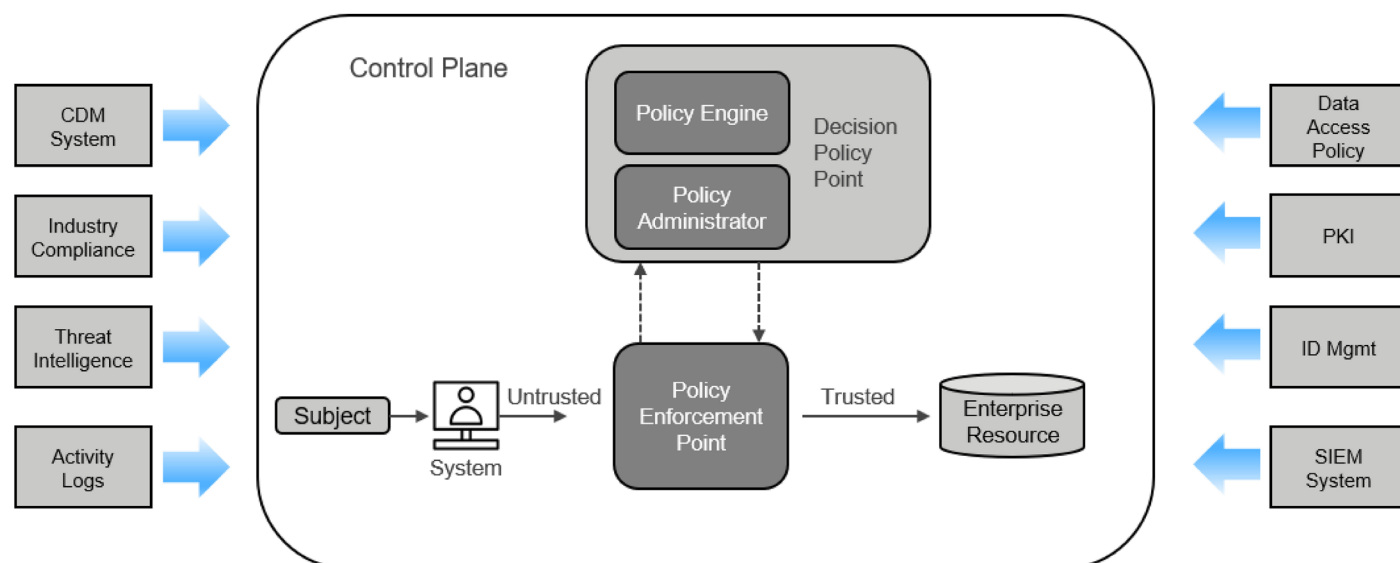 Control Plane
CDM
System
Industry
Compliance
Threat
Intelligence
Activity
Logs
Policy Engine
Policy
Administrator
Decision
Policy
Point
Subject
System
Untrusted
Policy
Enforcement
Point
Trusted
Enterprise
Resource
Data
Access
Policy
PKI
ID Mgmt
SIEM
System